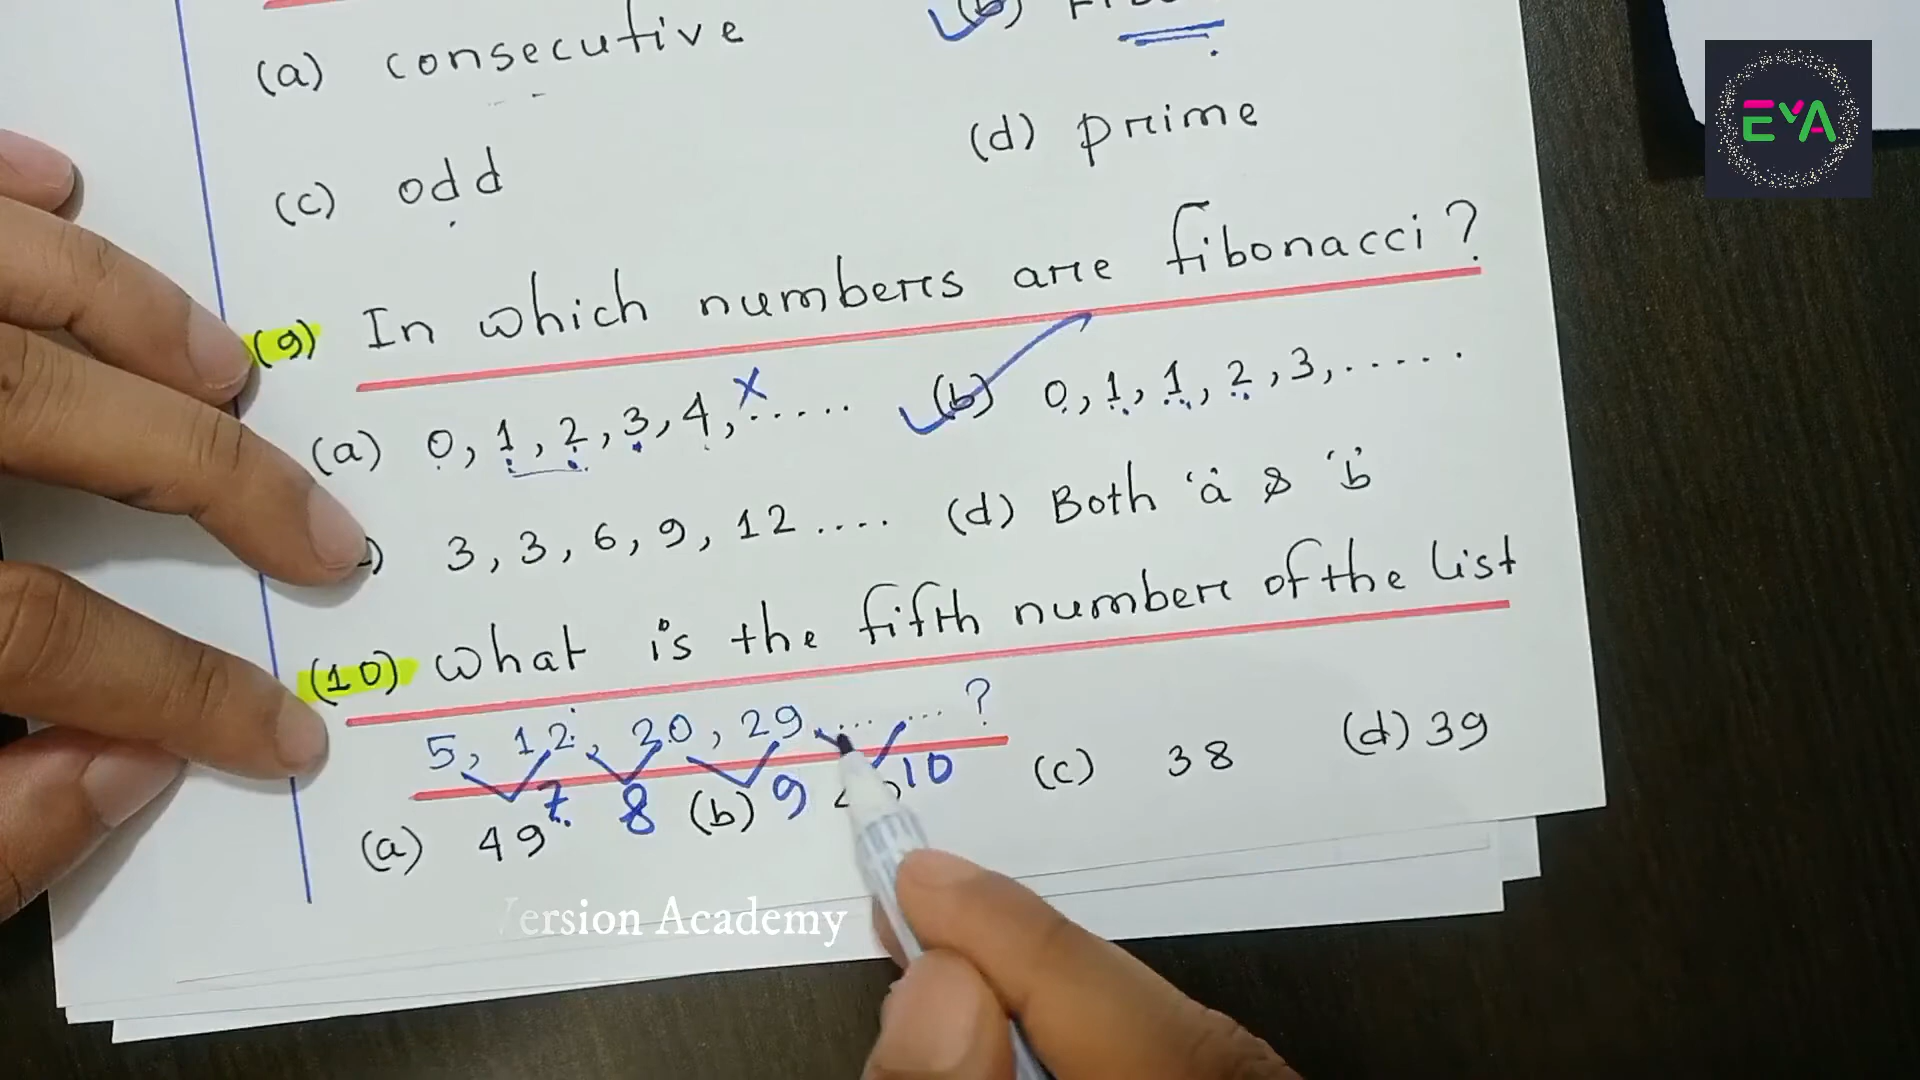 (a) consecutive (b)
(c) odd (d) prime
EYA
(9) In which numbers are fibonacci?
(a) 0, 1, 2, 3, 4, ..... x (b) 0, 1, 1, 2, 3, .....
3, 3, 6, 9, 12 .... (d) Both 'a' & 'b'
(10) What is the fifth number of the list
5, 12, 20, 29, ... ... ?
7 8 9 10
(a) 49 (b) (c) 38 (d) 39
Version Academy